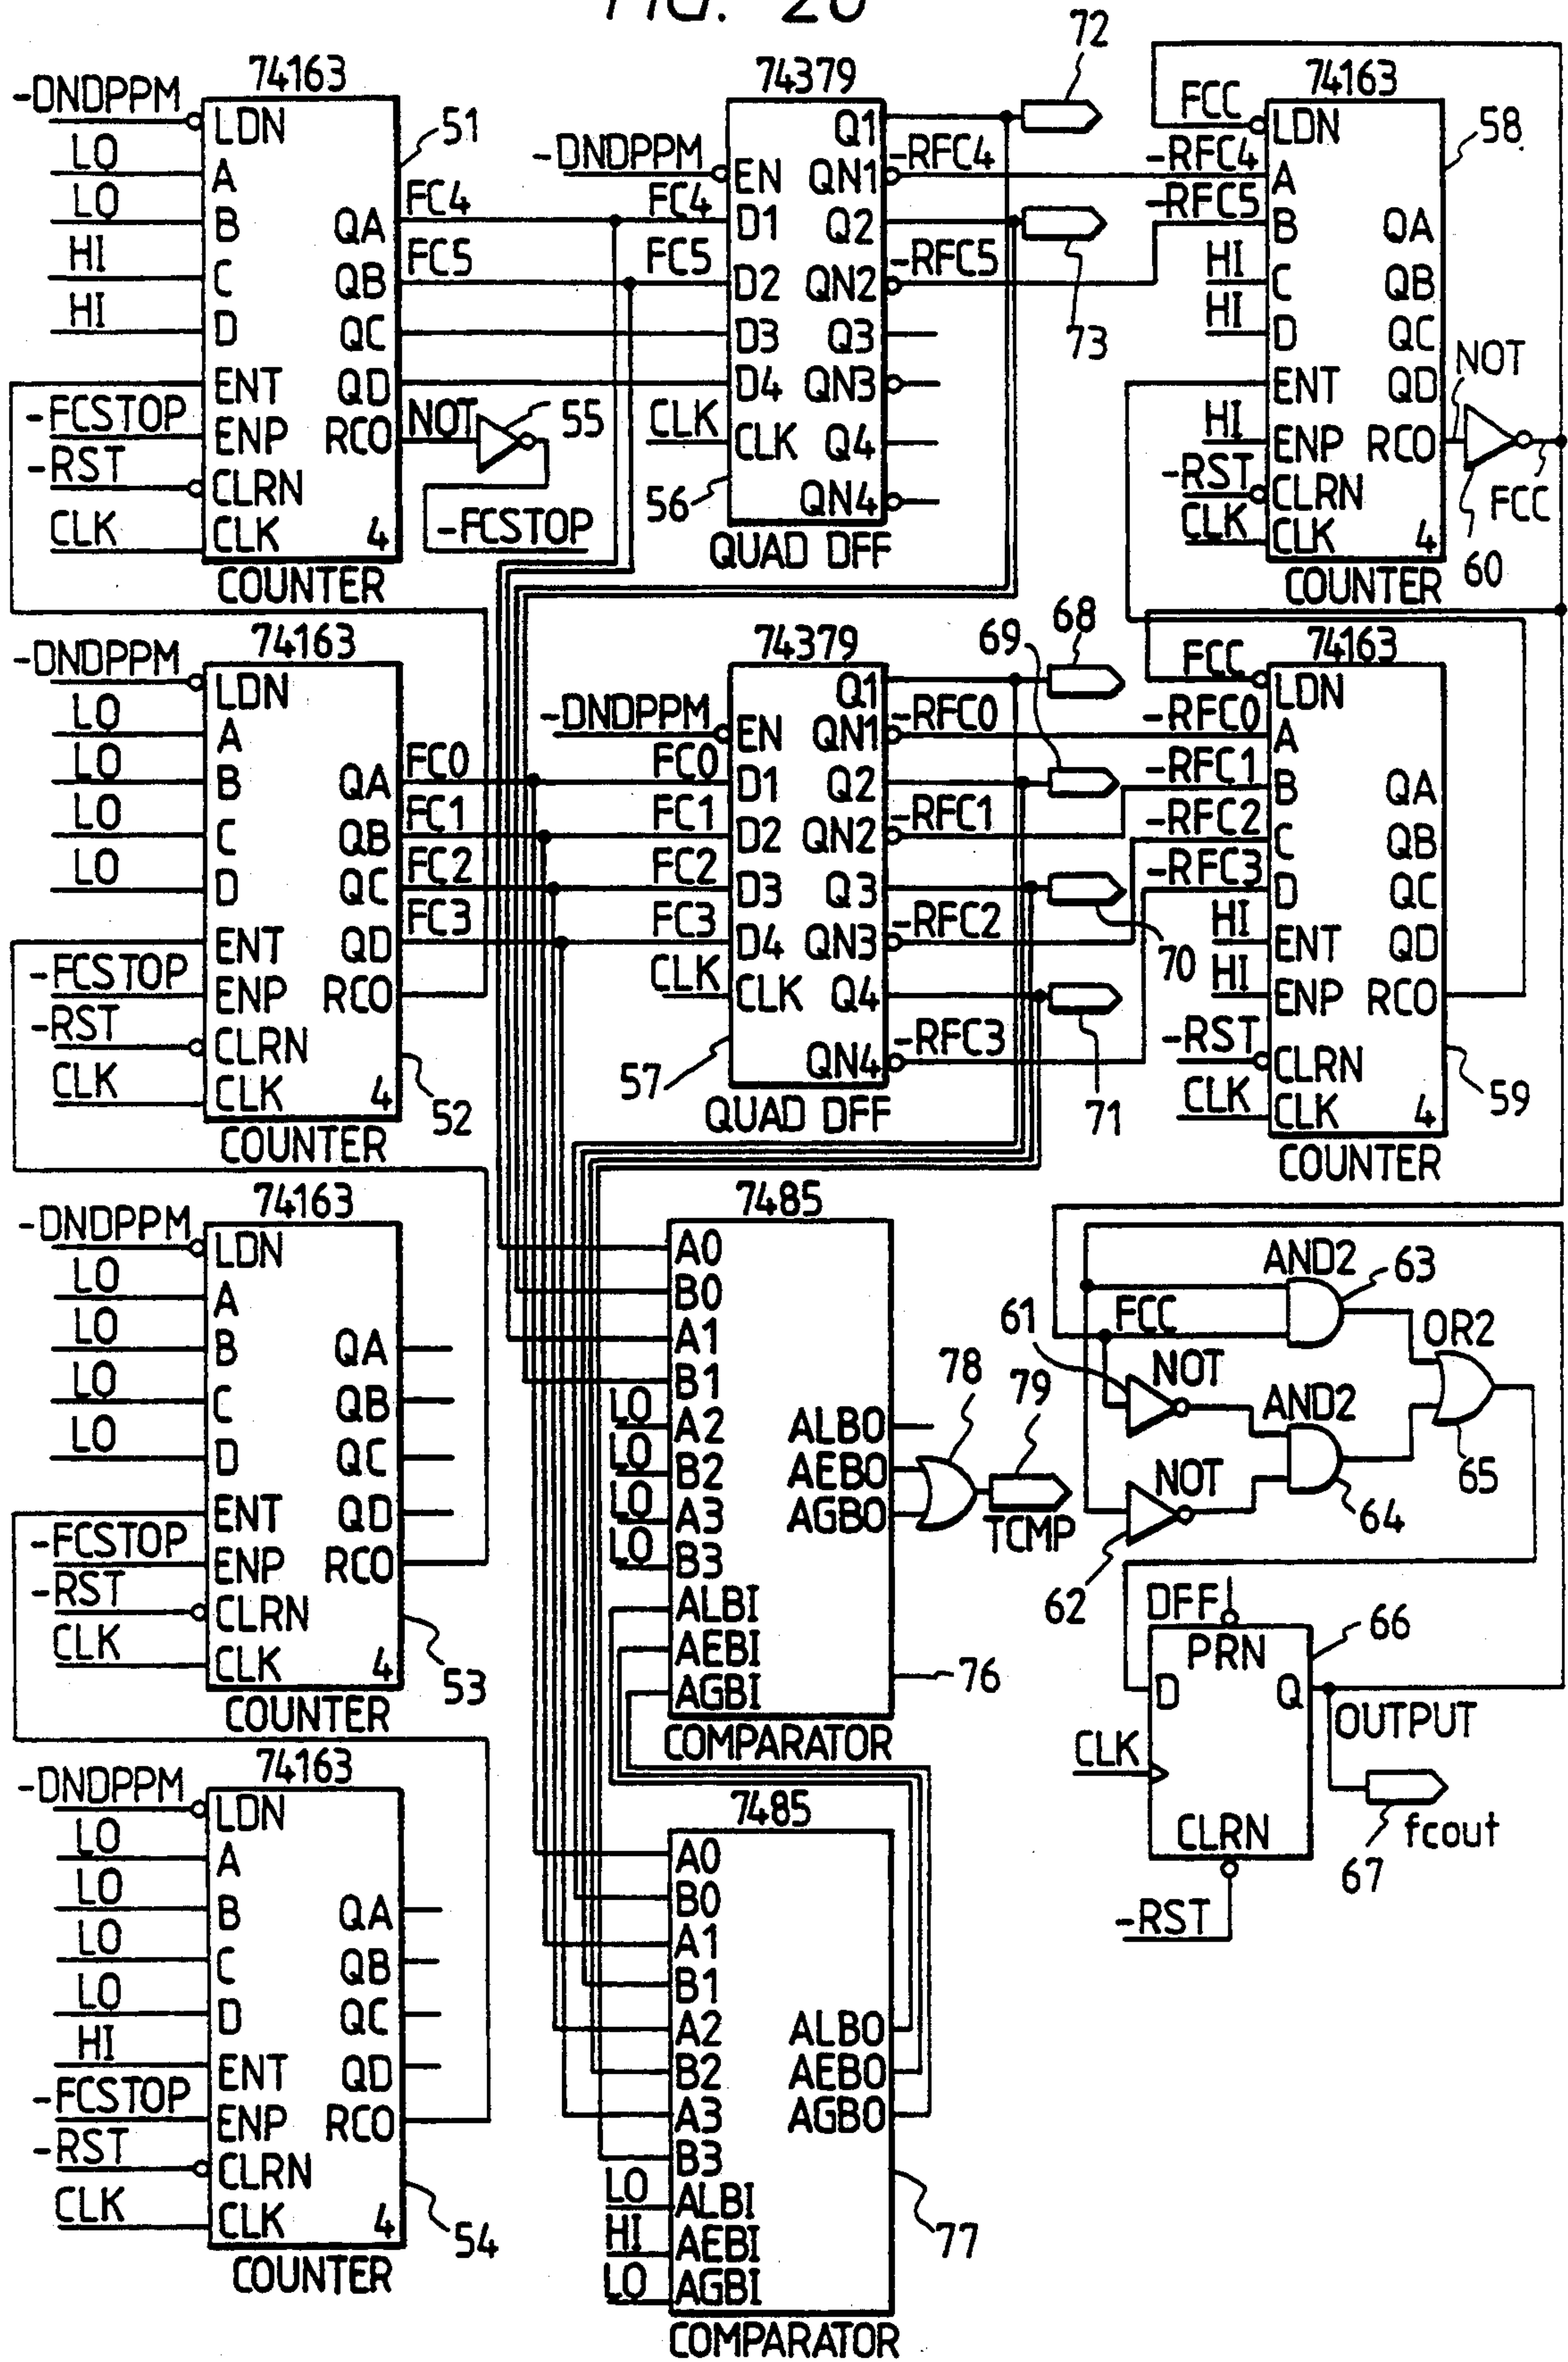 FIG. 20
74163
-DNDPPM
LDN
LO
A
LO
B
HI
C
HI
D
ENT
-FCSTOP
ENP
-RST
CLRN
CLK
CLK
QA
FC4
QB
FC5
QC
QD
RCO
NOT
4
51
55
-FCSTOP
COUNTER
74379
-DNDPPM
EN
FC4
D1
FC5
D2
D3
D4
CLK
CLK
Q1
QN1
-RFC4
Q2
QN2
-RFC5
Q3
QN3
Q4
QN4
56
QUAD DFF
72
73
74163
FCC
LDN
-RFC4
A
-RFC5
B
HI
C
HI
D
ENT
HI
ENP
-RST
CLRN
CLK
CLK
QA
QB
QC
QD
RCO
4
58
NOT
FCC
60
COUNTER
74163
-DNDPPM
LDN
LO
A
LO
B
LO
C
LO
D
ENT
-FCSTOP
ENP
-RST
CLRN
CLK
CLK
QA
FC0
QB
FC1
QC
FC2
QD
FC3
RCO
4
52
COUNTER
74379
-DNDPPM
EN
FC0
D1
FC1
D2
FC2
D3
FC3
D4
CLK
CLK
Q1
QN1
-RFC0
Q2
QN2
-RFC1
Q3
QN3
-RFC2
Q4
QN4
-RFC3
57
QUAD DFF
68
69
70
71
74163
FCC
LDN
-RFC0
A
-RFC1
B
-RFC2
C
-RFC3
D
HI
ENT
HI
ENP
-RST
CLRN
CLK
CLK
QA
QB
QC
QD
RCO
4
59
COUNTER
74163
-DNDPPM
LDN
LO
A
LO
B
LO
C
LO
D
ENT
-FCSTOP
ENP
-RST
CLRN
CLK
CLK
QA
QB
QC
QD
RCO
4
53
COUNTER
7485
A0
B0
A1
B1
LO
A2
LO
B2
LO
A3
LO
B3
ALBI
AEBI
AGBI
ALBO
AEBO
AGBO
78
79
TCMP
76
COMPARATOR
AND2
63
61
FCC
OR2
NOT
AND2
NOT
65
64
62
DFF
PRN
66
D
Q
OUTPUT
CLK
CLRN
fcout
67
-RST
74163
-DNDPPM
LDN
LO
A
LO
B
LO
C
LO
D
HI
ENT
-FCSTOP
ENP
-RST
CLRN
CLK
CLK
QA
QB
QC
QD
RCO
4
54
COUNTER
7485
A0
B0
A1
B1
A2
B2
A3
B3
LO
ALBI
HI
AEBI
LO
AGBI
ALBO
AEBO
AGBO
77
COMPARATOR